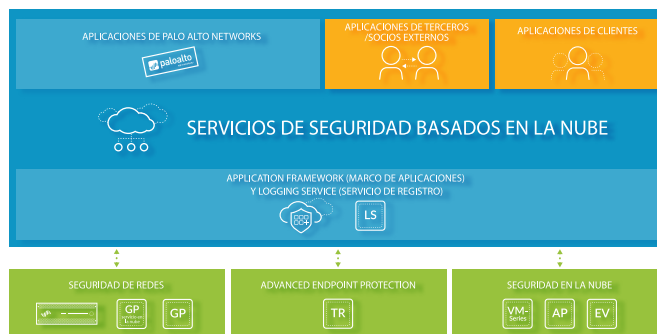 APLICACIONES DE PALO ALTO NETWORKS
paloalto
APLICACIONES DE TERCEROS
/SOCIOS EXTERNOS
APLICACIONES DE CLIENTES
SERVICIOS DE SEGURIDAD BASADOS EN LA NUBE
APPLICATION FRAMEWORK (MARCO DE APLICACIONES)
Y LOGGING SERVICE (SERVICIO DE REGISTRO)
LS
SEGURIDAD DE REDES
GP
GP
ADVANCED ENDPOINT PROTECTION
TR
SEGURIDAD EN LA NUBE
VM-
Series
AP
EV